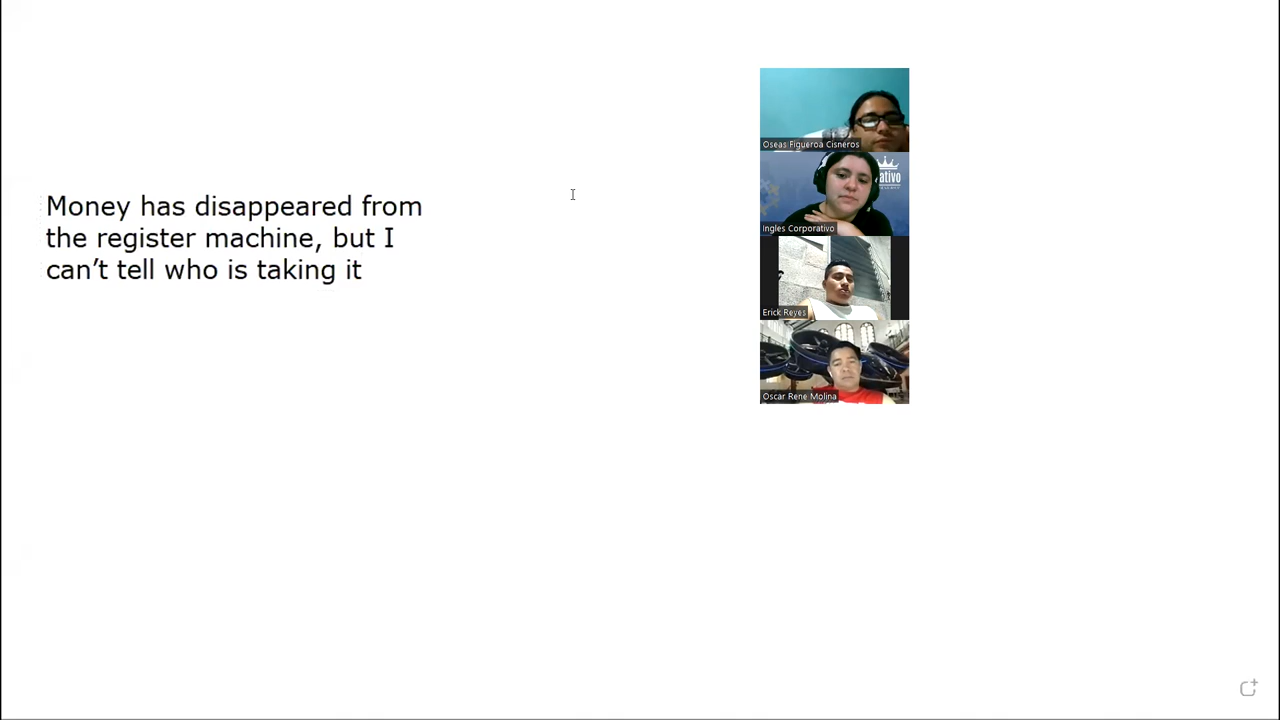 Money has disappeared from
the register machine, but I
can't tell who is taking it
Oseas Figueroa Cisneros
ativo
Ingles Corporativo
Erick Reyes
Oscar Rene Molina